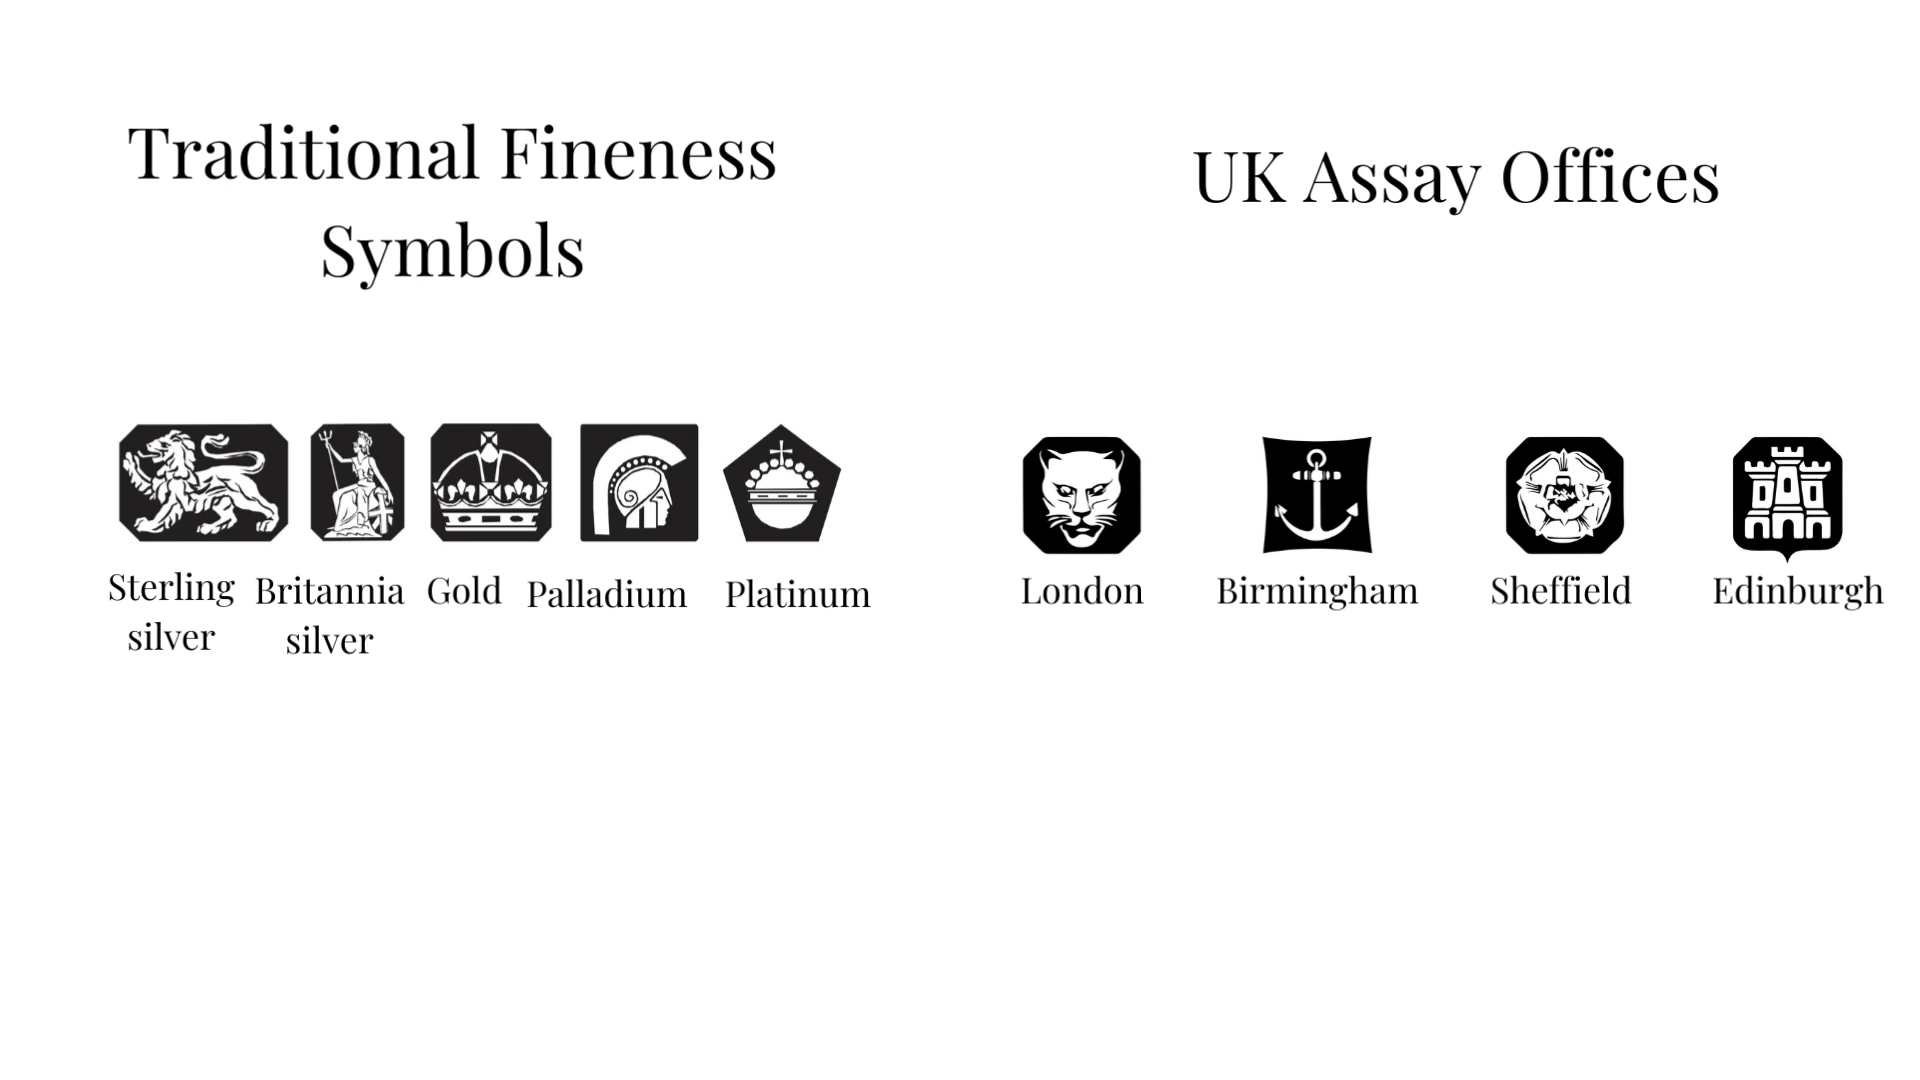 Traditional Fineness
Symbols
Sterling
silver
Britannia
silver
Gold
Palladium
Platinum
UK Assay Offices
London
Birmingham
Sheffield
Edinburgh